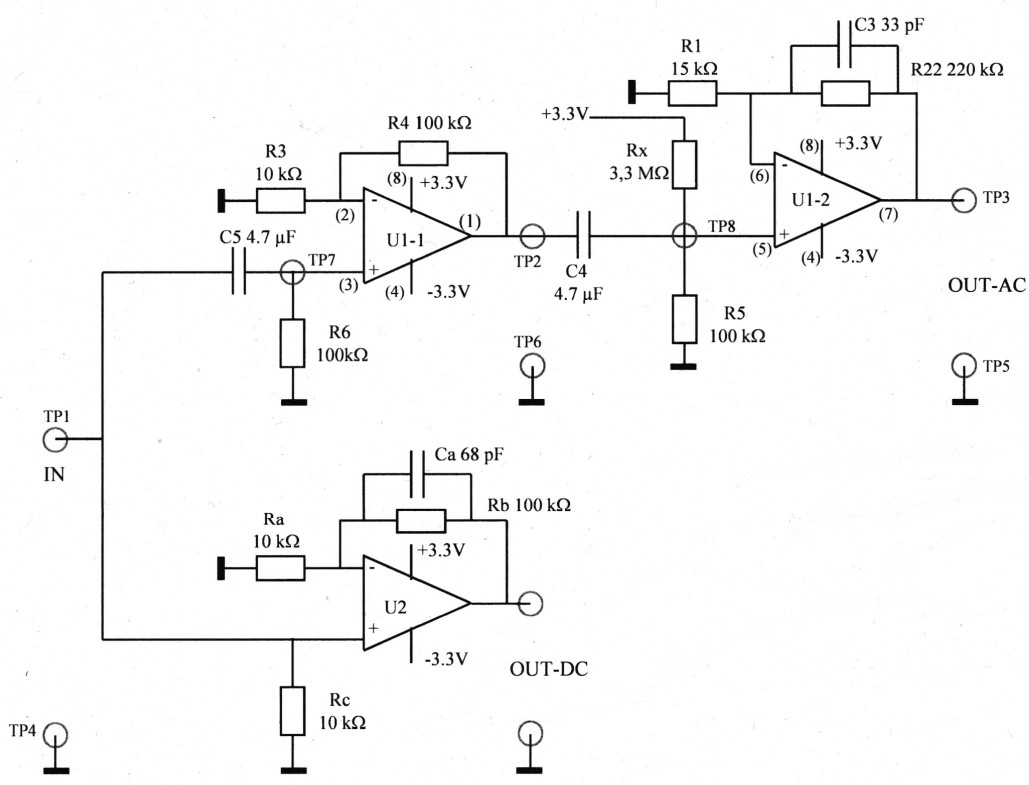 C3 33 pF
R1
15 kΩ
R22 220 kΩ
+3.3V
R4 100 kΩ
Rx
3,3 MΩ
(8) +3.3V
R3
10 kΩ
(8) +3.3V
(6) -
U1-2
(7)
TP3
(2) -
U1-1
(1)
TP8
+
(5)
(4) -3.3V
C5 4.7 µF
TP7
+
(3)
(4) -3.3V
TP2
C4
4.7 µF
OUT-AC
R6
100kΩ
R5
100 kΩ
TP6
TP5
TP1
IN
Ca 68 pF
Rb 100 kΩ
Ra
10 kΩ
+3.3V
-
U2
+
-3.3V
OUT-DC
Rc
10 kΩ
TP4